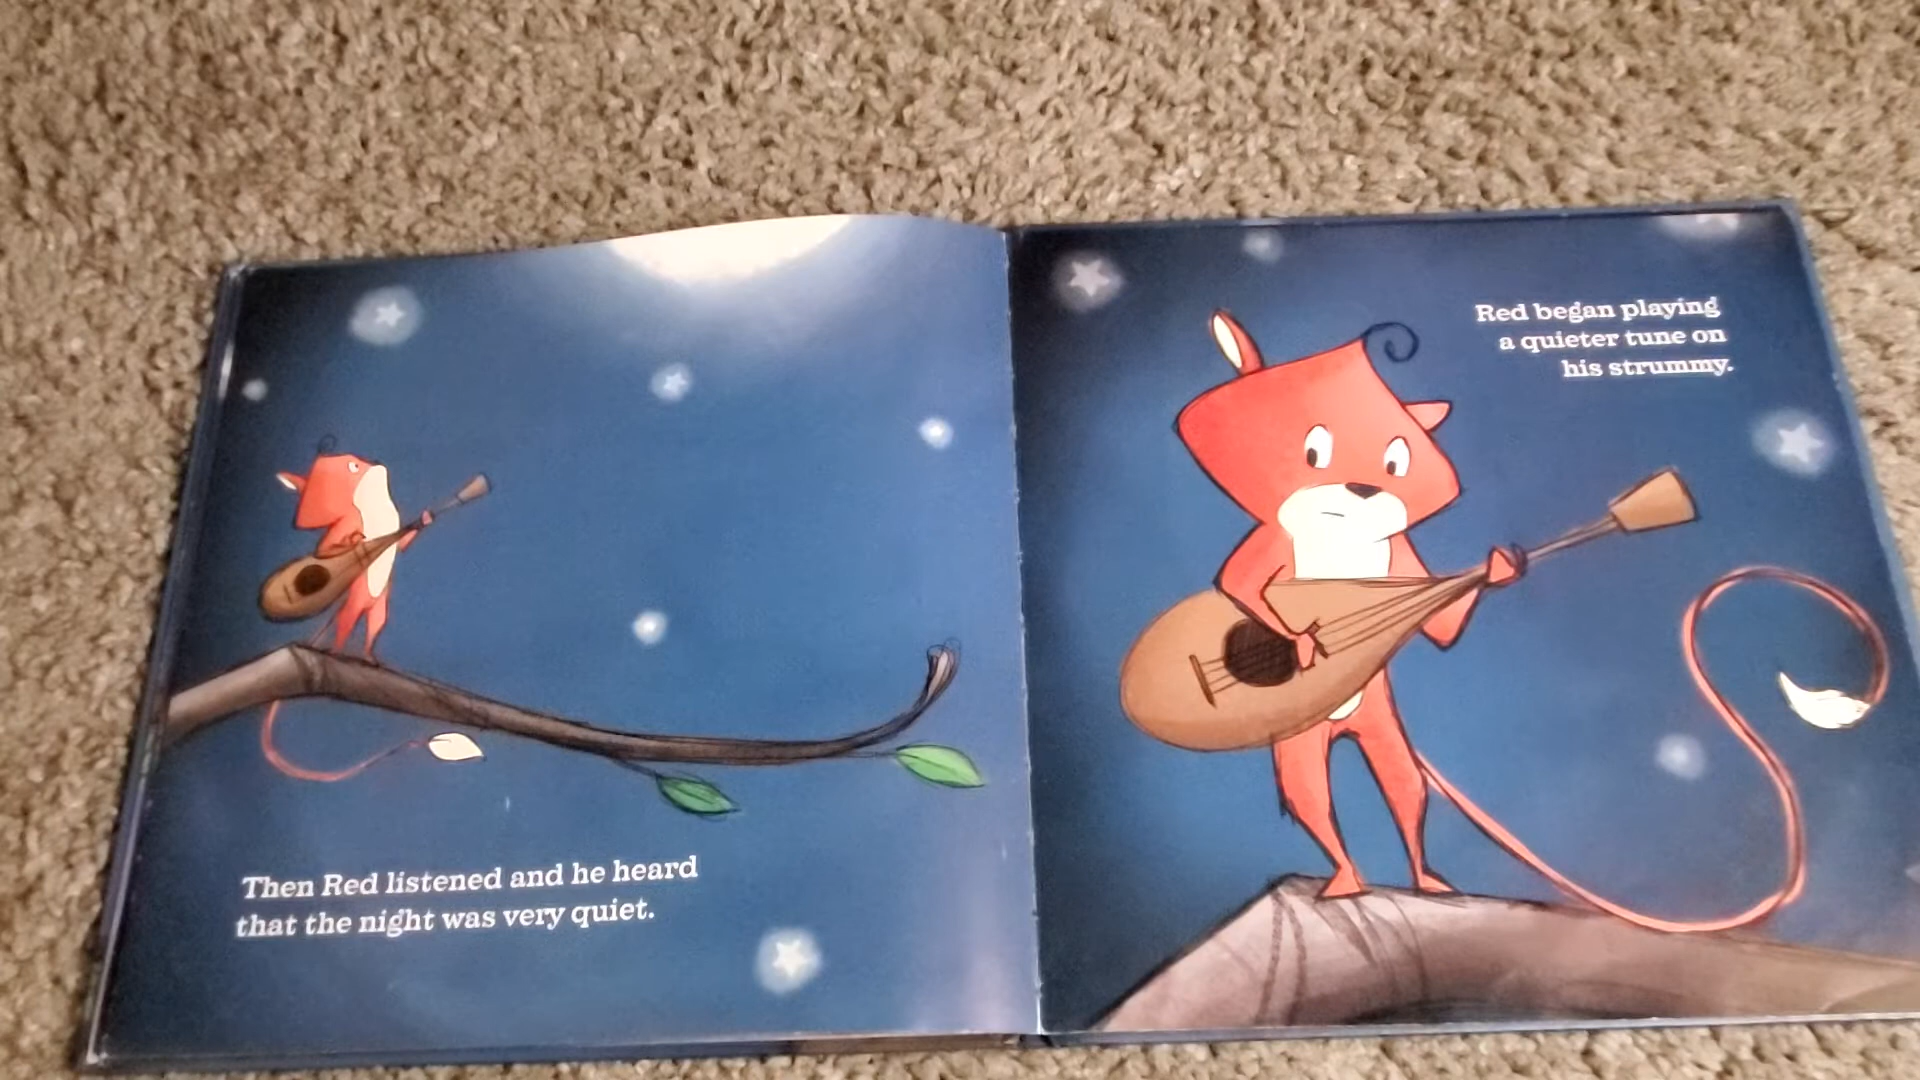 Then Red listened and he heard
that the night was very quiet.
Red began playing
a quieter tune on
his strummy.